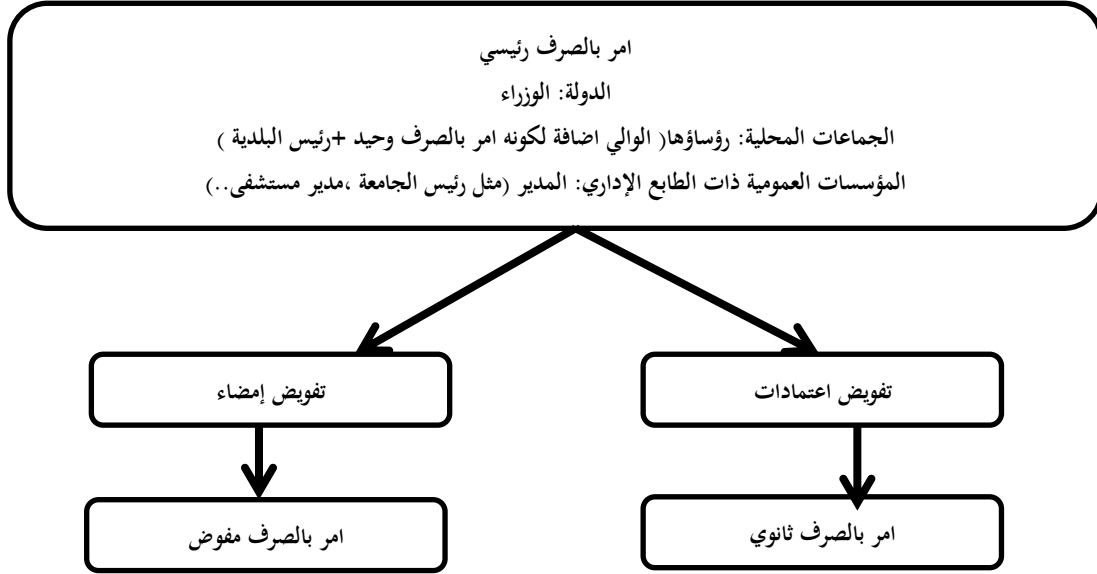 امر بالصرف رئيسي
الدولة: الوزراء
الجماعات المحلية: رؤساؤها( الوالي اضافة لكونه امر بالصرف وحيد +رئيس البلدية )
المؤسسات العمومية ذات الطابع الإداري: المدير (مثل رئيس الجامعة ،مدير مستشفى..)
تفويض اعتمادات
تفويض إمضاء
امر بالصرف ثانوي
امر بالصرف مفوض